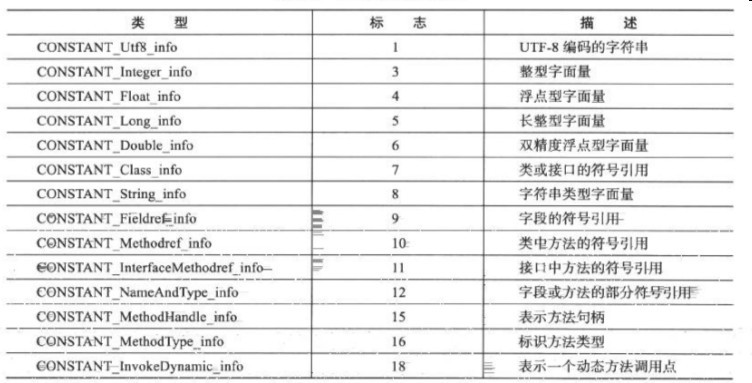 类 型 标 志 描 述
CONSTANT_Utf8_info 1 UTF-8 编码的字符串
CONSTANT_Integer_info 3 整型字面量
CONSTANT_Float_info 4 浮点型字面量
CONSTANT_Long_info 5 长整型字面量
CONSTANT_Double_info 6 双精度浮点型字面量
CONSTANT_Class_info 7 类或接口的符号引用
CONSTANT_String_info 8 字符串类型字面量
CONSTANT_Fieldref_info 9 字段的符号引用
CONSTANT_Methodref_info 10 类中方法的符号引用
CONSTANT_InterfaceMethodref_info 11 接口中方法的符号引用
CONSTANT_NameAndType_info 12 字段或方法的部分符号引用
CONSTANT_MethodHandle_info 15 表示方法句柄
CONSTANT_MethodType_info 16 标识方法类型
CONSTANT_InvokeDynamic_info 18 表示一个动态方法调用点